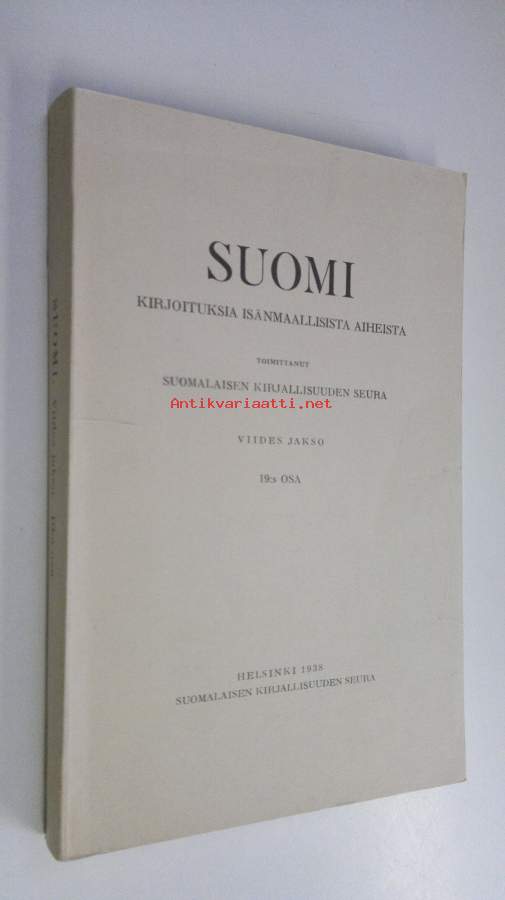 SUOMI
KIRJOITUKSIA ISÄNMAALLISISTA AIHEISTA
TOIMITTANUT
SUOMALAISEN KIRJALLISUUDEN SEURA
Antikvariaatti.net
VIIDES JAKSO
19:s OSA
HELSINKI 1938
SUOMALAISEN KIRJALLISUUDEN SEURA
SUOMI.